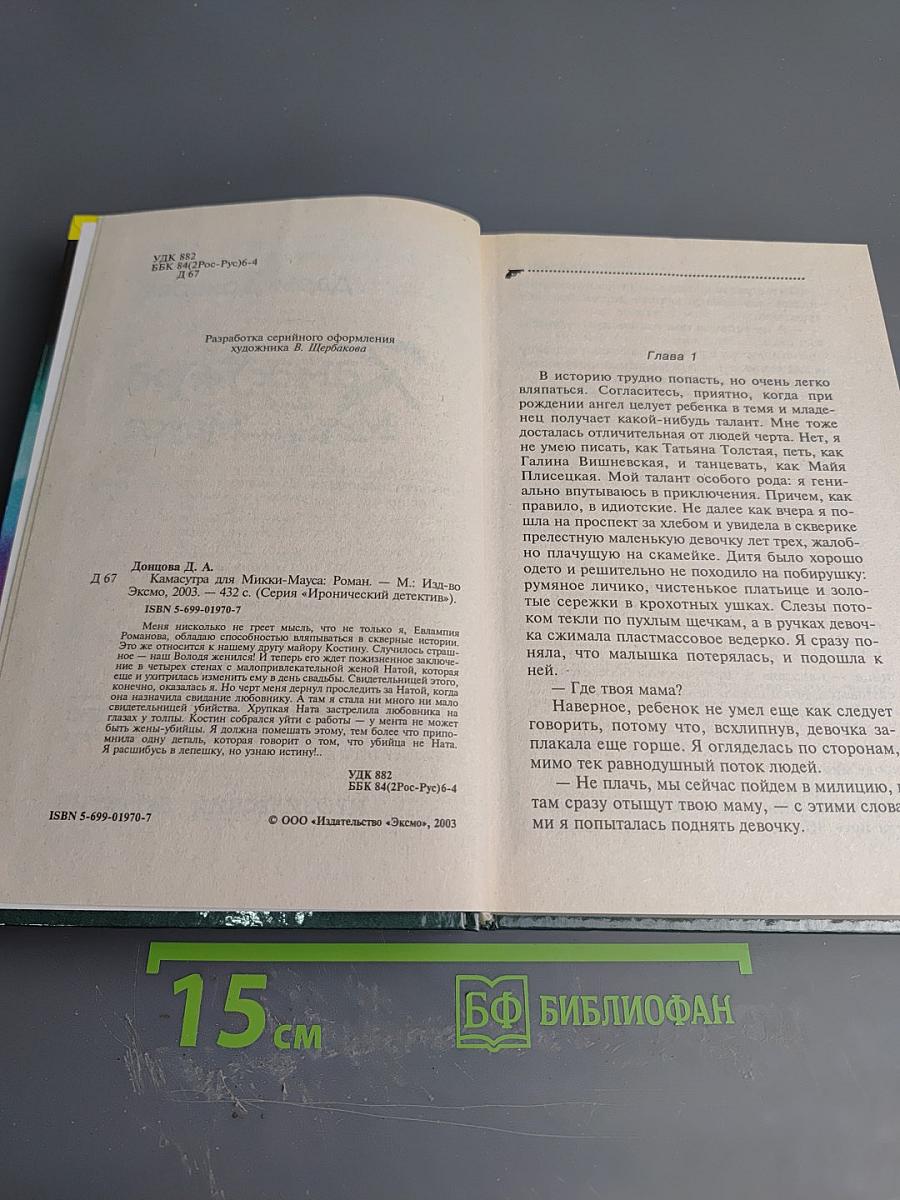 УДК 882
ББК 84(2Рос-Рус)6-4
Д 67
Разработка серийного оформления
художника В. Щербакова
Донцова Д. А.
Д 67 Камасутра для Микки-Мауса: Роман. — М.: Изд-во
Эксмо, 2003. — 432 с. (Серия «Иронический детектив»).
ISBN 5-699-01970-7
Меня нисколько не греет мысль, что не только я, Евлампия
Романова, обладаю способностью вляпываться в скверные истории.
Это же относится к нашему другу майору Костину. Случилось страш-
ное — наш Володя женился! И теперь его ждет пожизненное заключе-
ние в четырех стенах с малопривлекательной женой Натой, которая
еще и ухитрилась изменить ему в день свадьбы. Свидетельницей этого,
конечно, оказалась я. Но черт меня дернул проследить за Натой, когда
она назначила свидание любовнику. А там я стала ни много ни мало
свидетельницей убийства. Хрупкая Ната застрелила любовника на
глазах у толпы. Костин собрался уйти с работы — у мента не может
быть жены-убийцы. Я должна помешать этому, тем более что припо-
мнила одну деталь, которая говорит о том, что убийца не Ната.
Я расшибусь в лепешку, но узнаю истину!..
УДК 882
ББК 84(2Рос-Рус)6-4
ISBN 5-699-01970-7
© ООО «Издательство «Эксмо», 2003
Глава 1
В историю трудно попасть, но очень легко
вляпаться. Согласитесь, приятно, когда при
рождении ангел целует ребенка в темя и младе-
нец получает какой-нибудь талант. Мне тоже
досталась отличительная от людей черта. Нет, я
не умею писать, как Татьяна Толстая, петь, как
Галина Вишневская, и танцевать, как Майя
Плисецкая. Мой талант особого рода: я гени-
ально впутываюсь в приключения. Причем, как
правило, в идиотские. Не далее как вчера я по-
шла на проспект за хлебом и увидела в скверике
прелестную маленькую девочку лет трех, жалоб-
но плачущую на скамейке. Дитя было хорошо
одето и решительно не походило на побирушку:
румяное личико, чистенькое платьице и золо-
тые сережки в крохотных ушках. Слезы пото-
ком текли по пухлым щечкам, а в ручках девоч-
ка сжимала пластмассовое ведерко. Я сразу по-
няла, что малышка потерялась, и подошла к
ней.
— Где твоя мама?
Наверное, ребенок не умел еще как следует
говорить, потому что, всхлипнув, девочка за-
плакала еще горше. Я огляделась по сторонам,
мимо тек равнодушный поток людей.
— Не плачь, мы сейчас пойдем в милицию,
там сразу отыщут твою маму, — с этими слова
ми я попыталась поднять девочку.
15 см
БФ БИБЛИОФАН